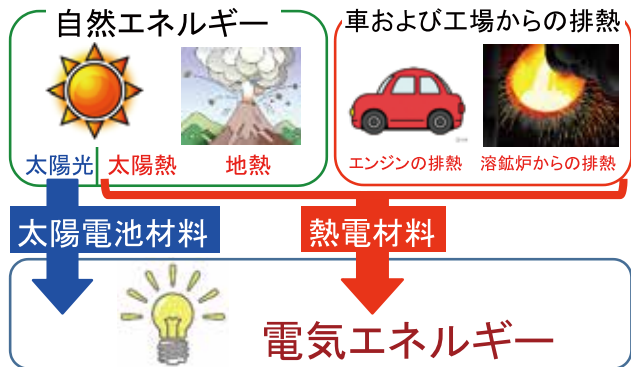 自然エネルギー
車および工場からの排熱
太陽光
太陽熱
地熱
エンジンの排熱
溶鉱炉からの排熱
太陽電池材料
熱電材料
電気エネルギー